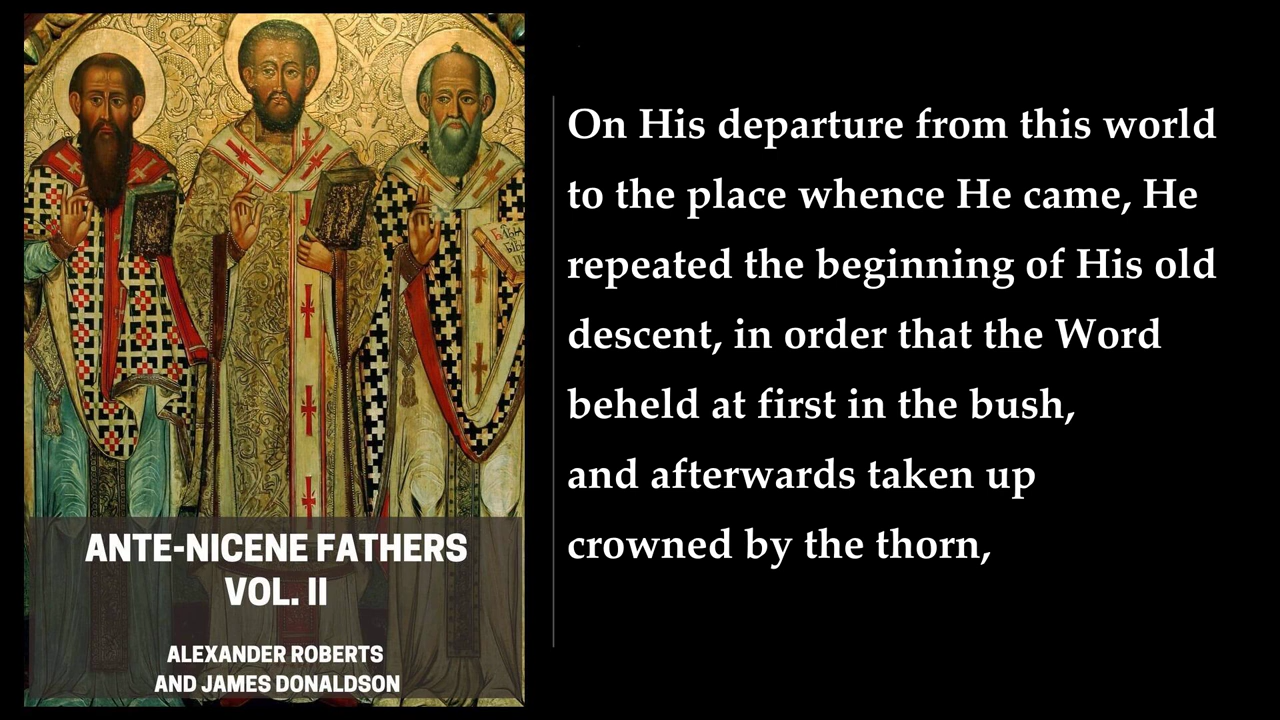 ANTE-NICENE FATHERS
VOL. II
ALEXANDER ROBERTS
AND JAMES DONALDSON
On His departure from this world
to the place whence He came, He
repeated the beginning of His old
descent, in order that the Word
beheld at first in the bush,
and afterwards taken up
crowned by the thorn,